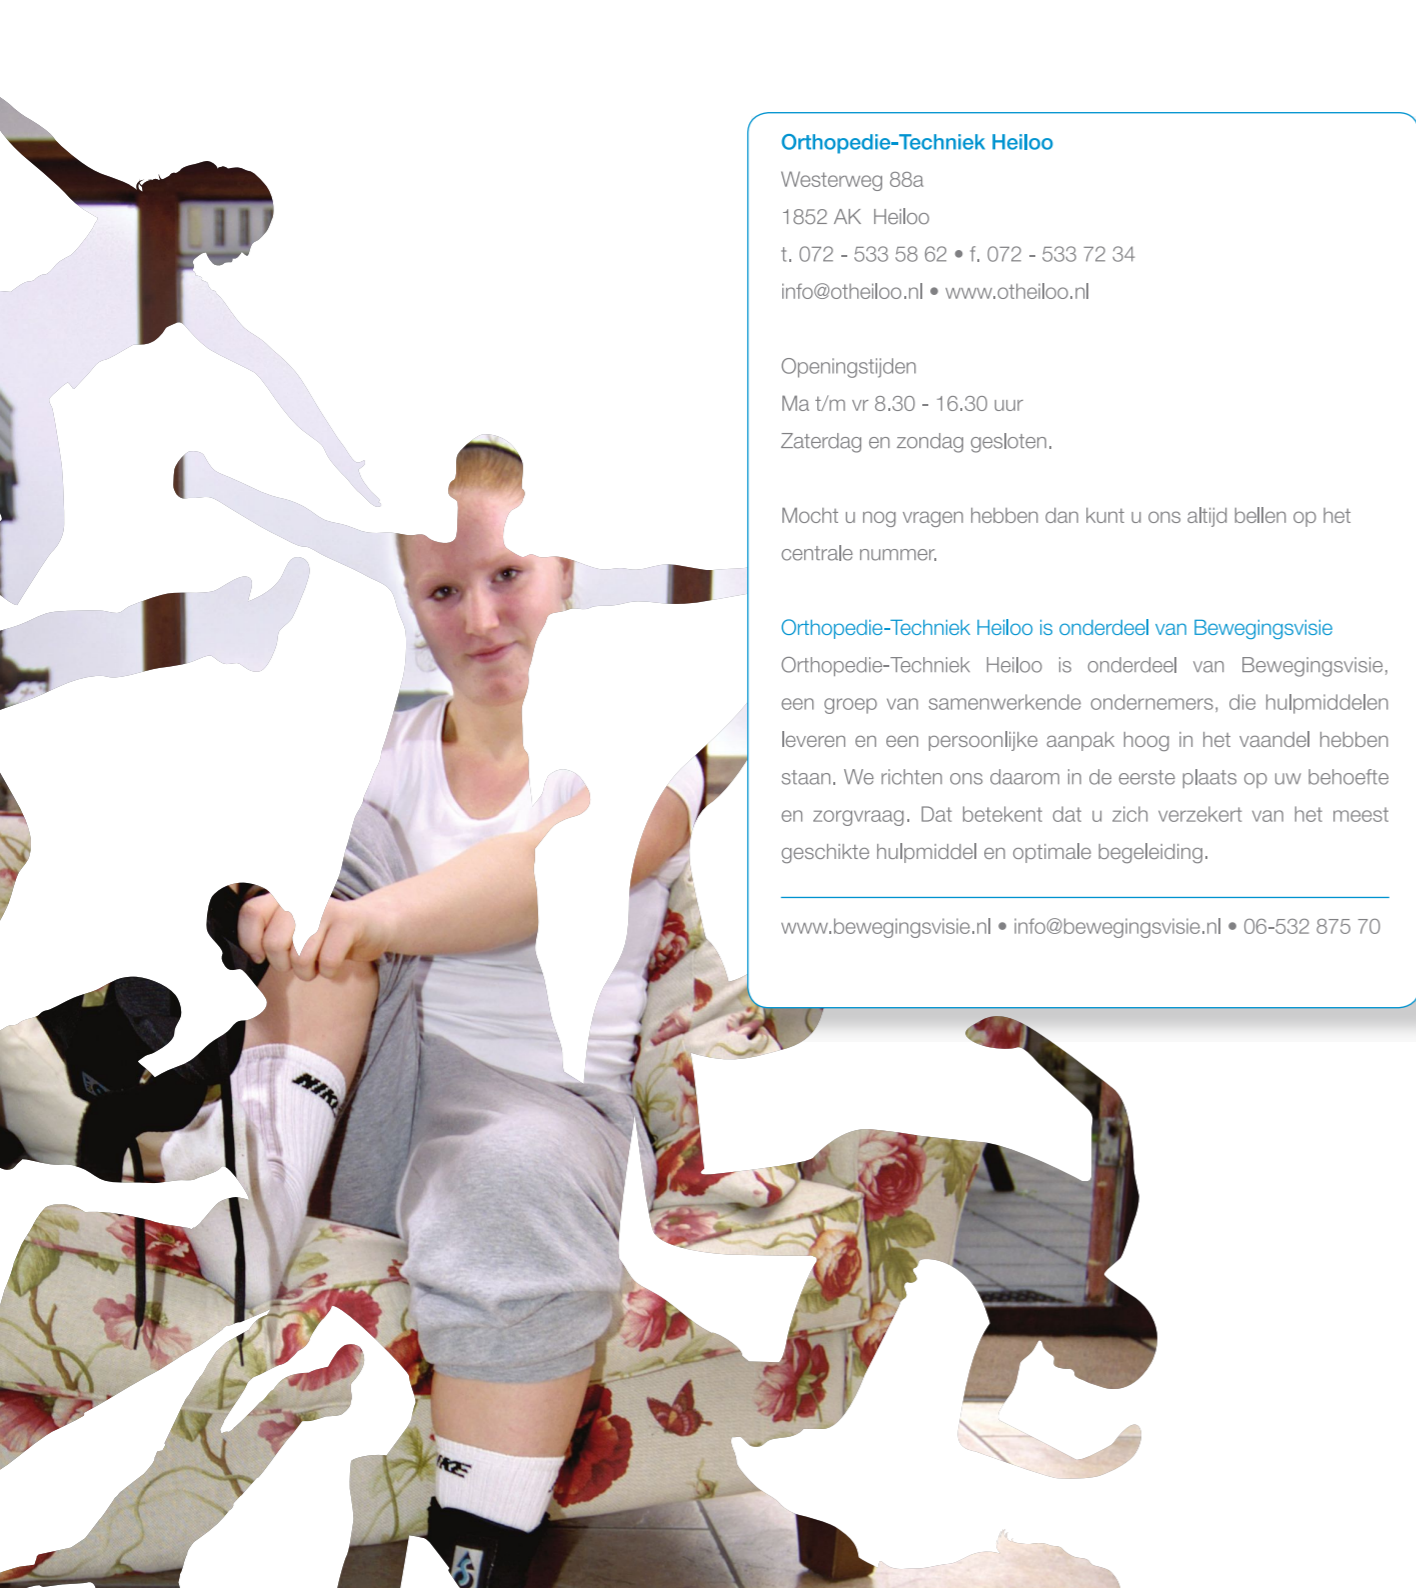 Orthopedie-Techniek Heiloo
Westerweg 88a
1852 AK Heiloo
t. 072 - 533 58 62 • f. 072 - 533 72 34
info@otheiloo.nl • www.otheiloo.nl
Openingstijden
Ma t/m vr 8.30 - 16.30 uur
Zaterdag en zondag gesloten.
Mocht u nog vragen hebben dan kunt u ons altijd bellen op het
centrale nummer.
Orthopedie-Techniek Heiloo is onderdeel van Bewegingsvisie
Orthopedie-Techniek Heiloo is onderdeel van Bewegingsvisie,
een groep van samenwerkende ondernemers, die hulpmiddelen
leveren en een persoonlijke aanpak hoog in het vaandel hebben
staan. We richten ons daarom in de eerste plaats op uw behoefte
en zorgvraag. Dat betekent dat u zich verzekert van het meest
geschikte hulpmiddel en optimale begeleiding.
www.bewegingsvisie.nl • info@bewegingsvisie.nl • 06-532 875 70
NIKE
IKE